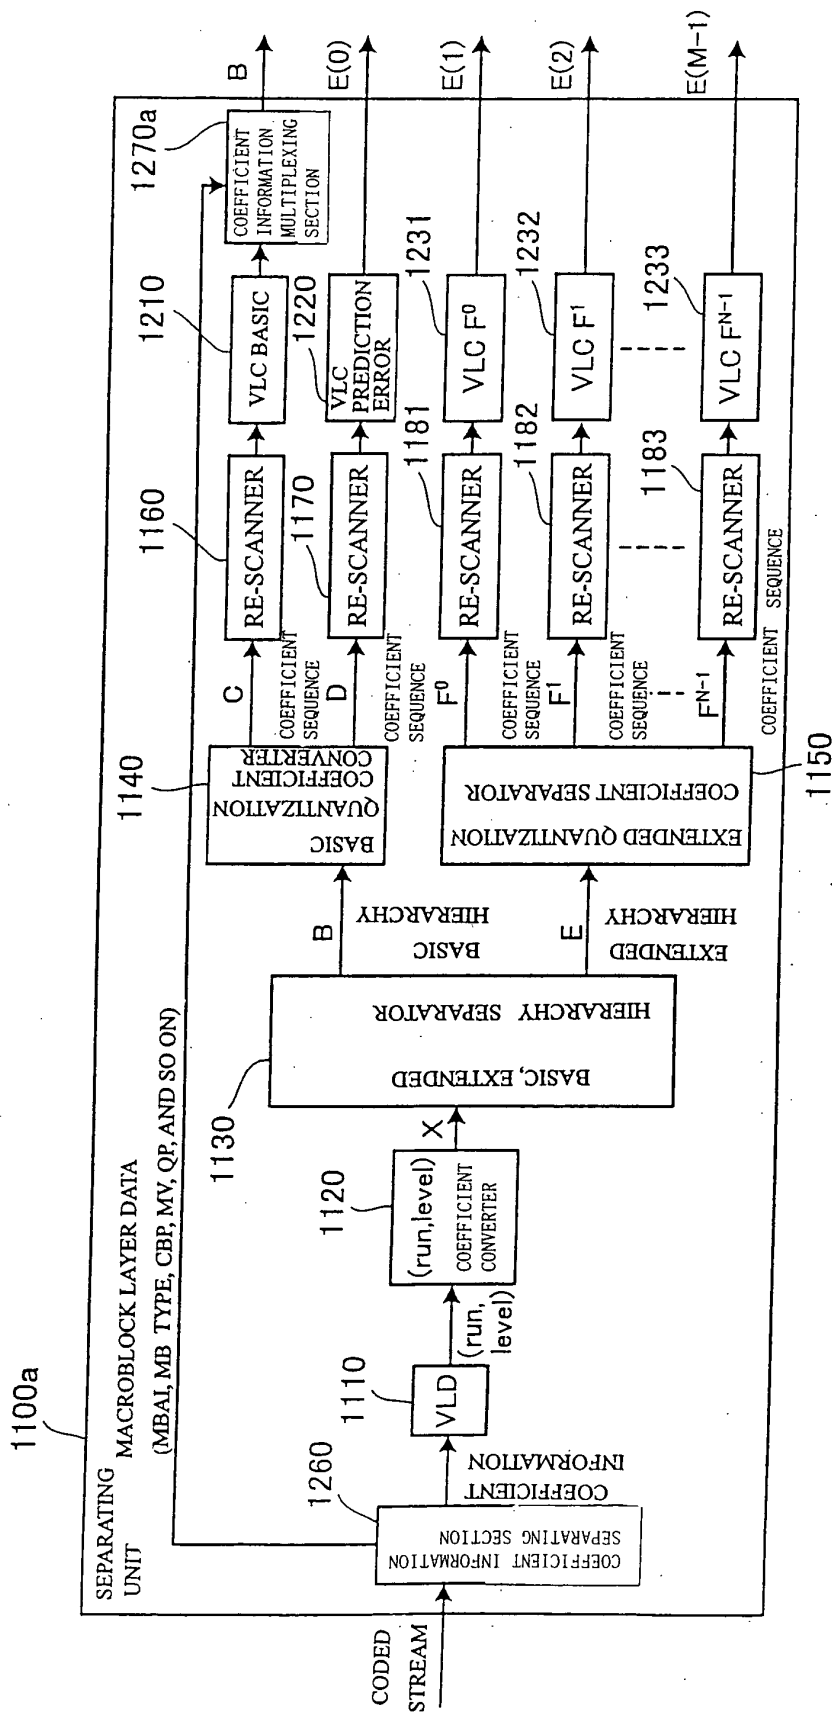 1100a
SEPARATING
UNIT
MACROBLOCK LAYER DATA
(MBAI, MB TYPE, CBP, MV, QP, AND SO ON)
CODED
STREAM
1260
COEFFICIENT INFORMATION
SEPARATING SECTION
COEFFICIENT
INFORMATION
1110
VLD
(run,
level)
1120
(run,level)
COEFFICIENT
CONVERTER
X
1130
BASIC, EXTENDED
HIERARCHY SEPARATOR
B
BASIC
HIERARCHY
E
EXTENDED
HIERARCHY
1140
BASIC
QUANTIZATION
COEFFICIENT
CONVERTER
1150
EXTENDED QUANTIZATION
COEFFICIENT SEPARATOR
C
COEFFICIENT
SEQUENCE
D
COEFFICIENT
SEQUENCE
F⁰
COEFFICIENT
SEQUENCE
F¹
COEFFICIENT
SEQUENCE
Fᴺ⁻¹
COEFFICIENT SEQUENCE
1160
RE-SCANNER
1170
RE-SCANNER
1181
RE-SCANNER
1182
RE-SCANNER
1183
RE-SCANNER
1210
VLC BASIC
1220
VLC
PREDICTION
ERROR
1231
VLC F⁰
1232
VLC F¹
1233
VLC Fᴺ⁻¹
1270a
COEFFICIENT
INFORMATION
MULTIPLEXING
SECTION
B
E(0)
E(1)
E(2)
E(M-1)